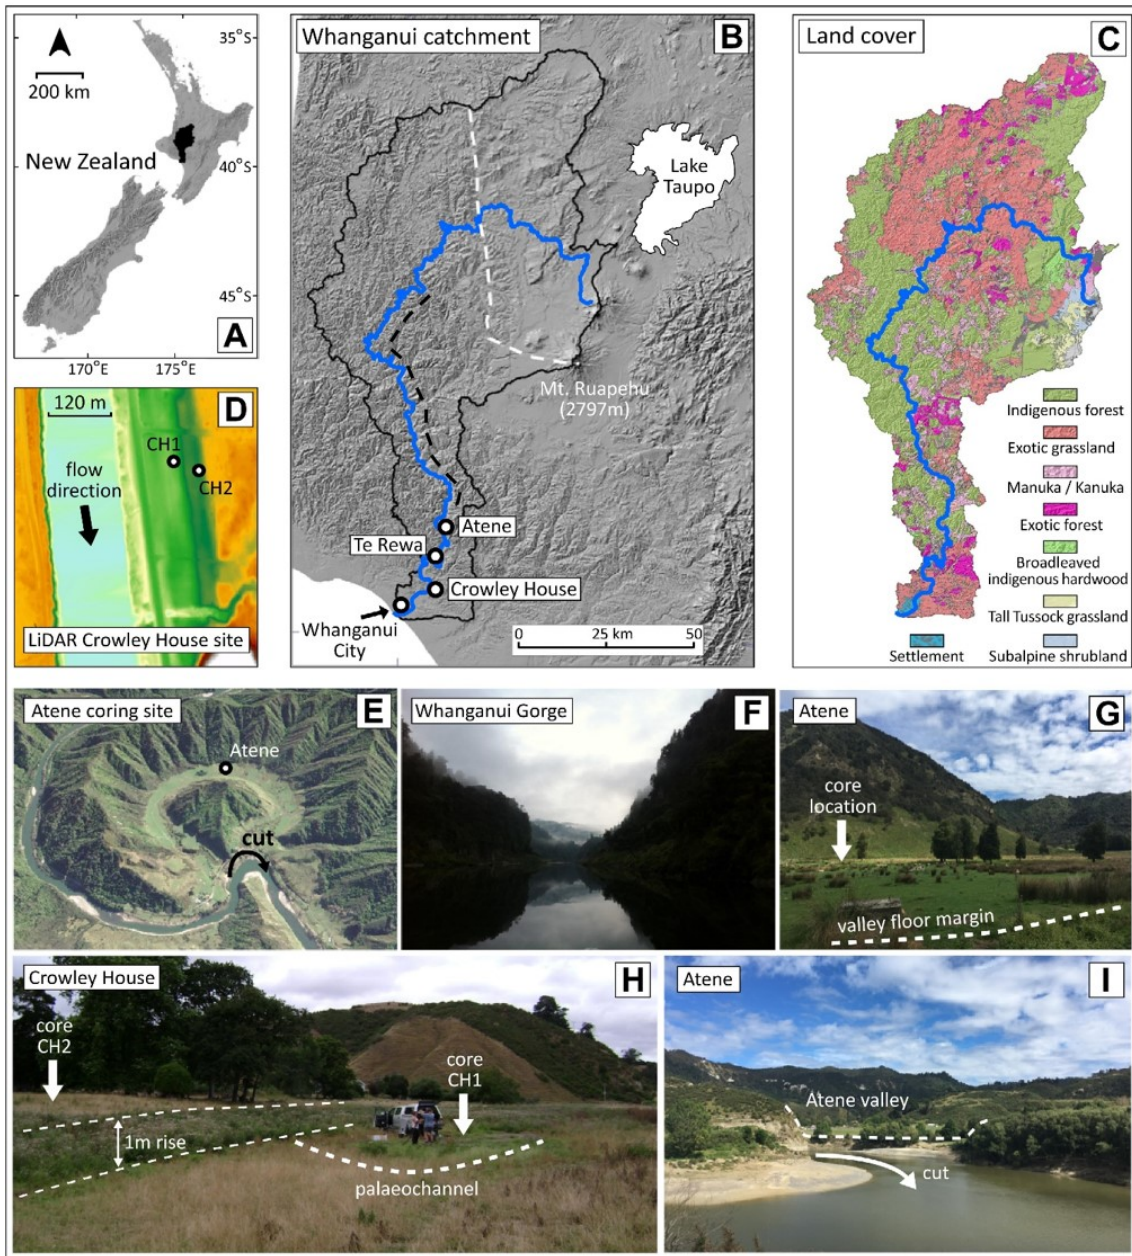 35°S
200 km
New Zealand
40°S
45°S
A
170°E
175°E
Whanganui catchment
B
Lake
Taupo
Mt. Ruapehu
(2797m)
Atene
Te Rewa
Crowley House
Whanganui
City
0
25 km
50
Land cover
C
Indigenous forest
Exotic grassland
Manuka / Kanuka
Exotic forest
Broadleaved
indigenous hardwood
Tall Tussock grassland
Settlement
Subalpine shrubland
120 m
D
CH1
flow
direction
CH2
LiDAR Crowley House site
Atene coring site
E
Atene
cut
Whanganui Gorge
F
Atene
G
core
location
valley floor margin
Crowley House
H
core
CH2
core
CH1
1m rise
palaeochannel
Atene
I
Atene valley
cut